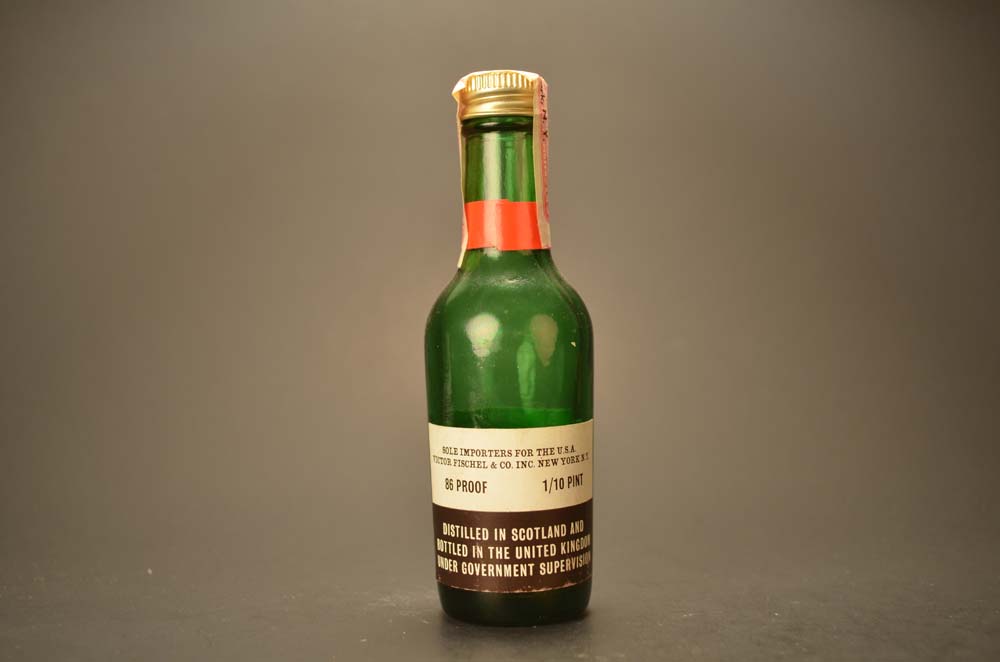 SOLE IMPORTERS FOR THE U.S.A.
VICTOR FISCHEL & CO. INC. NEW YORK N.Y.
86 PROOF 1/10 PINT
DISTILLED IN SCOTLAND AND
BOTTLED IN THE UNITED KINGDOM
UNDER GOVERNMENT SUPERVISION